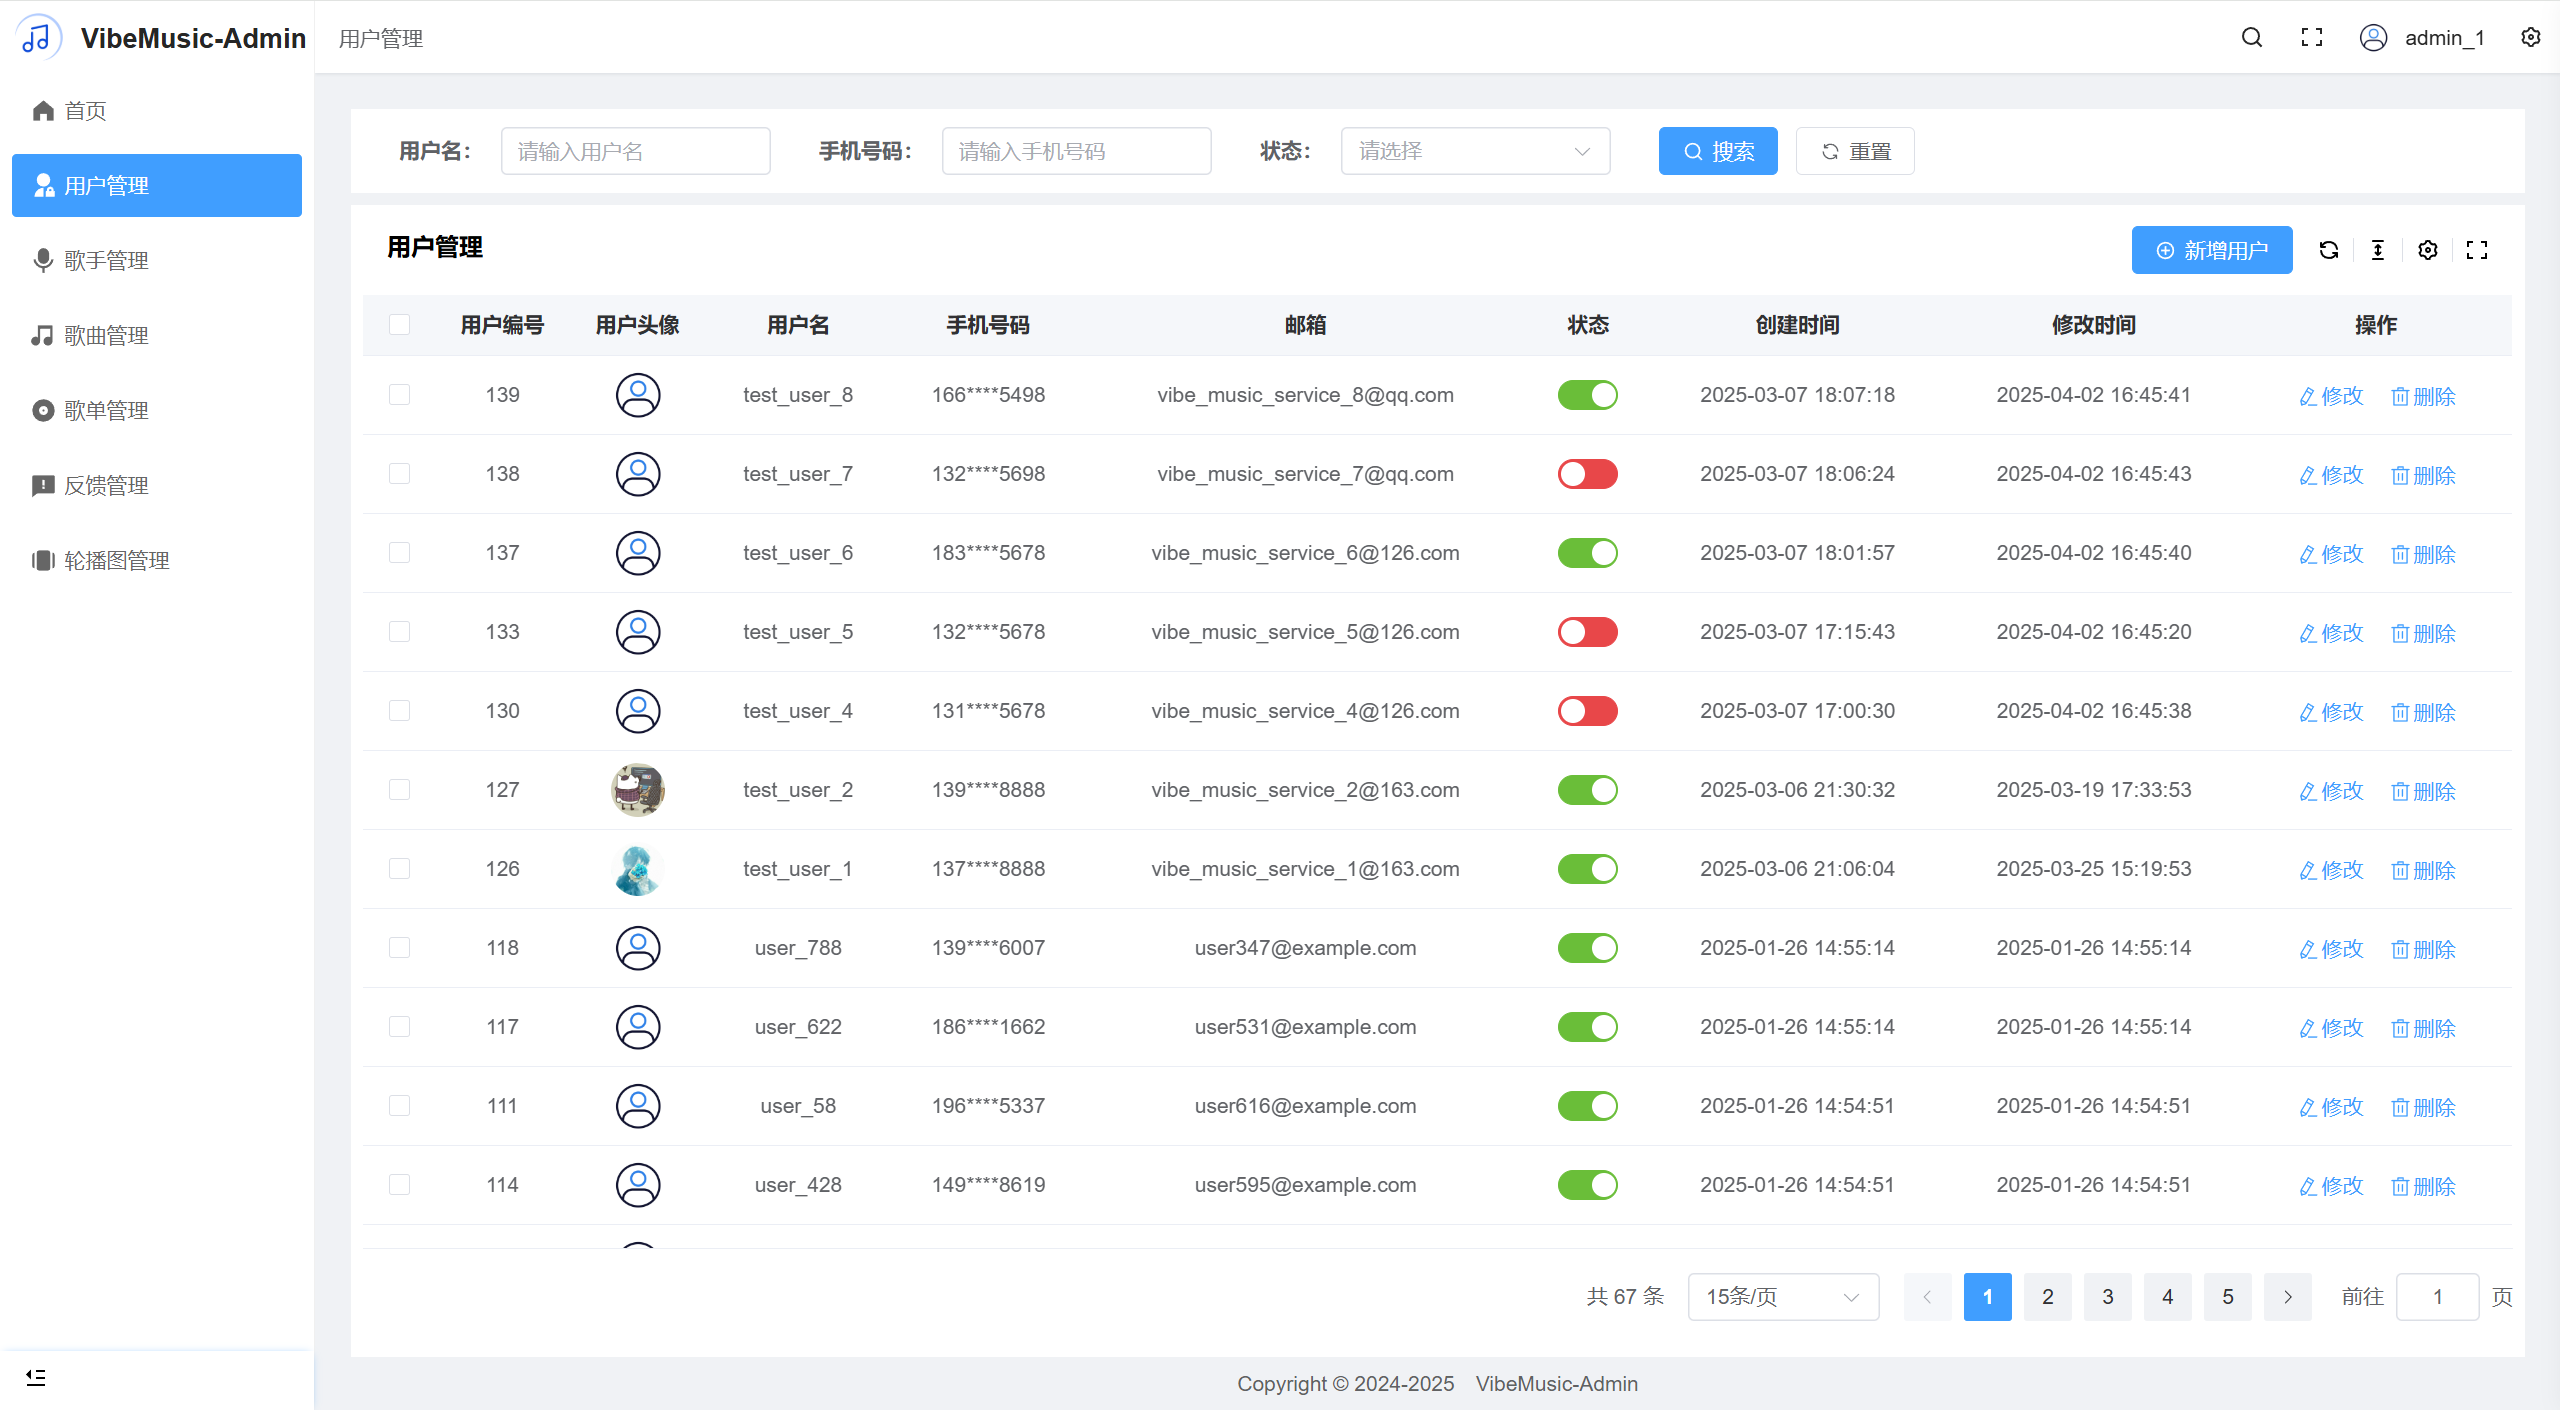 VibeMusic-Admin
用户管理
admin_1
首页
用户管理
歌手管理
歌曲管理
歌单管理
反馈管理
轮播图管理
用户名： 请输入用户名 手机号码： 请输入手机号码 状态： 请选择 搜索 重置
用户管理 新增用户
用户编号 用户头像 用户名 手机号码 邮箱 状态 创建时间 修改时间 操作
139 test_user_8 166****5498 vibe_music_service_8@qq.com 2025-03-07 18:07:18 2025-04-02 16:45:41 修改 删除
138 test_user_7 132****5698 vibe_music_service_7@qq.com 2025-03-07 18:06:24 2025-04-02 16:45:43 修改 删除
137 test_user_6 183****5678 vibe_music_service_6@126.com 2025-03-07 18:01:57 2025-04-02 16:45:40 修改 删除
133 test_user_5 132****5678 vibe_music_service_5@126.com 2025-03-07 17:15:43 2025-04-02 16:45:20 修改 删除
130 test_user_4 131****5678 vibe_music_service_4@126.com 2025-03-07 17:00:30 2025-04-02 16:45:38 修改 删除
127 test_user_2 139****8888 vibe_music_service_2@163.com 2025-03-06 21:30:32 2025-03-19 17:33:53 修改 删除
126 test_user_1 137****8888 vibe_music_service_1@163.com 2025-03-06 21:06:04 2025-03-25 15:19:53 修改 删除
118 user_788 139****6007 user347@example.com 2025-01-26 14:55:14 2025-01-26 14:55:14 修改 删除
117 user_622 186****1662 user531@example.com 2025-01-26 14:55:14 2025-01-26 14:55:14 修改 删除
111 user_58 196****5337 user616@example.com 2025-01-26 14:54:51 2025-01-26 14:54:51 修改 删除
114 user_428 149****8619 user595@example.com 2025-01-26 14:54:51 2025-01-26 14:54:51 修改 删除
共 67 条 15条/页 1 2 3 4 5 前往 1 页
Copyright © 2024-2025 VibeMusic-Admin